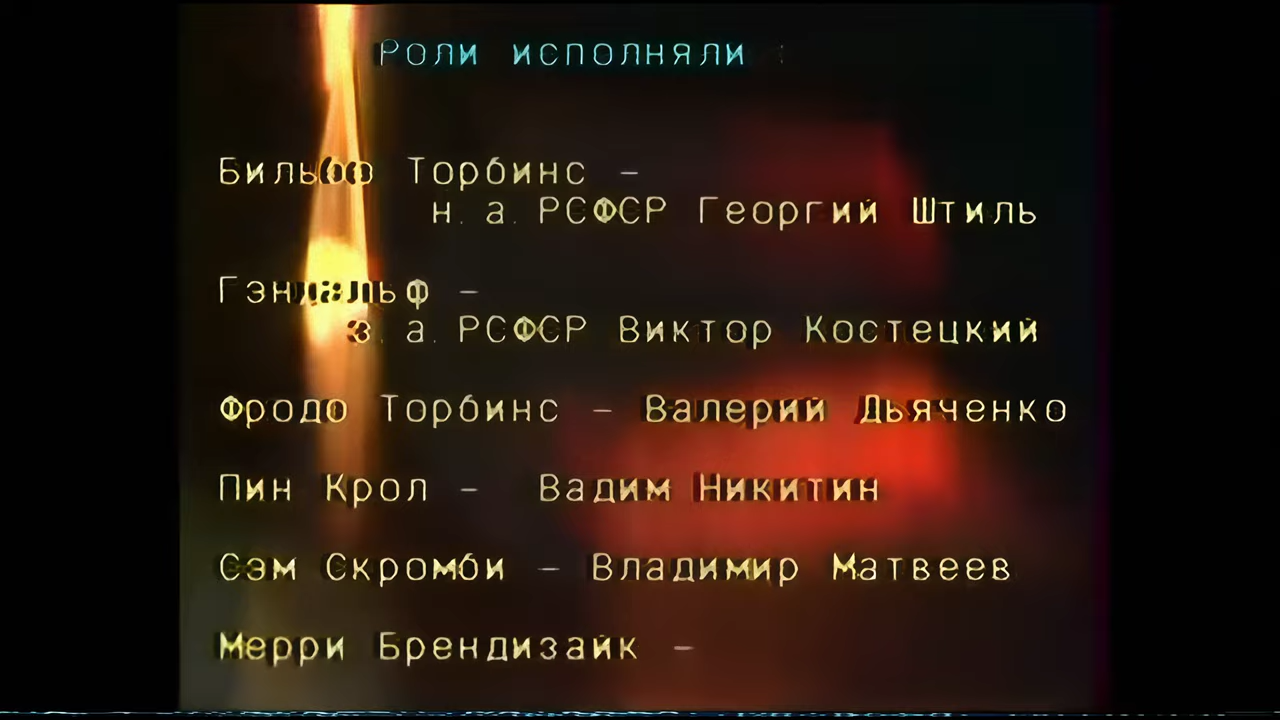 Роли исполняли :
Бильбо Торбинс –
н. а. РСФСР Георгий Штиль
Гэндальф –
з. а. РСФСР Виктор Костецкий
Фродо Торбинс – Валерий Дьяченко
Пин Крол – Вадим Никитин
Сэм Скромби – Владимир Матвеев
Мерри Брендизайк –